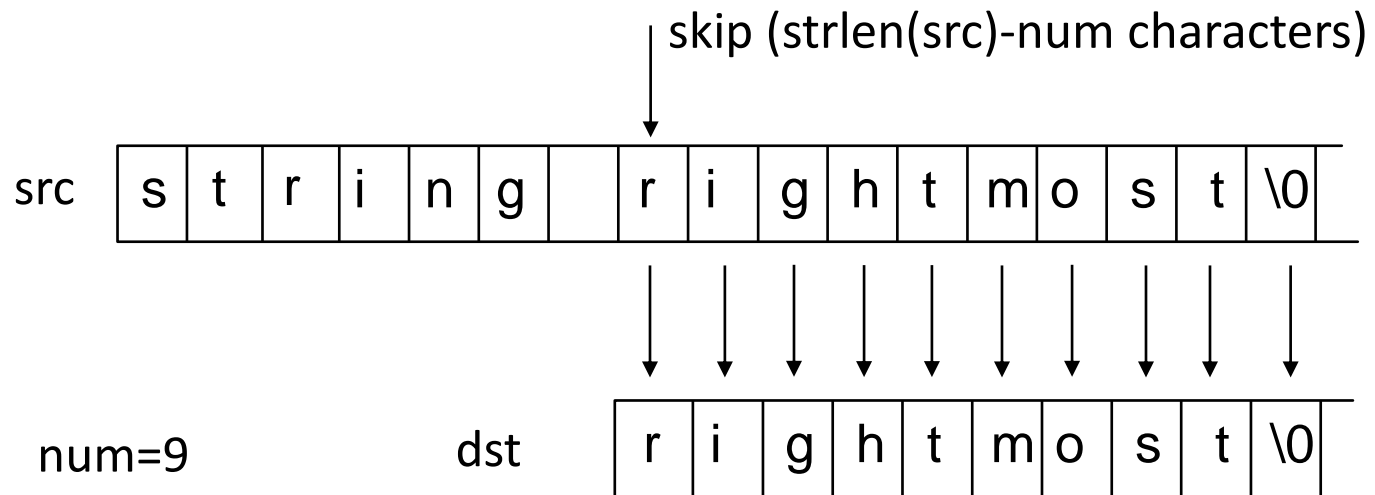 skip (strlen(src)-num characters)
src s t r i n g r i g h t m o s t \0
num=9 dst r i g h t m o s t \0